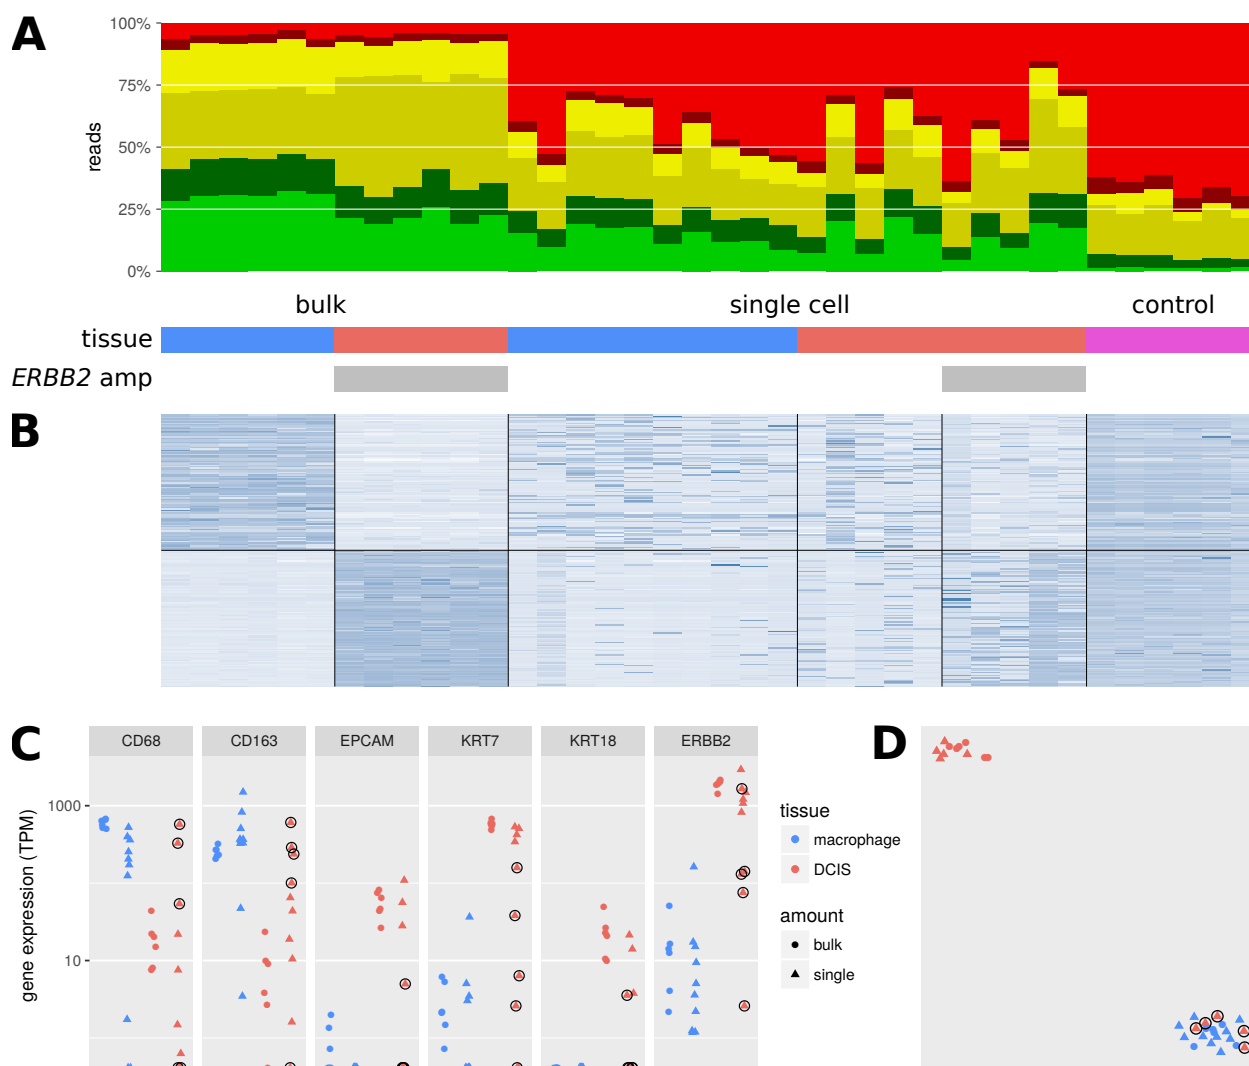 A
100%
75%
50%
25%
0%
reads
bulk single cell control
tissue
ERBB2 amp
B
C
CD68 CD163 EPCAM KRT7 KRT18 ERBB2
1000
10
gene expression (TPM)
tissue
macrophage
DCIS
amount
bulk
single
D